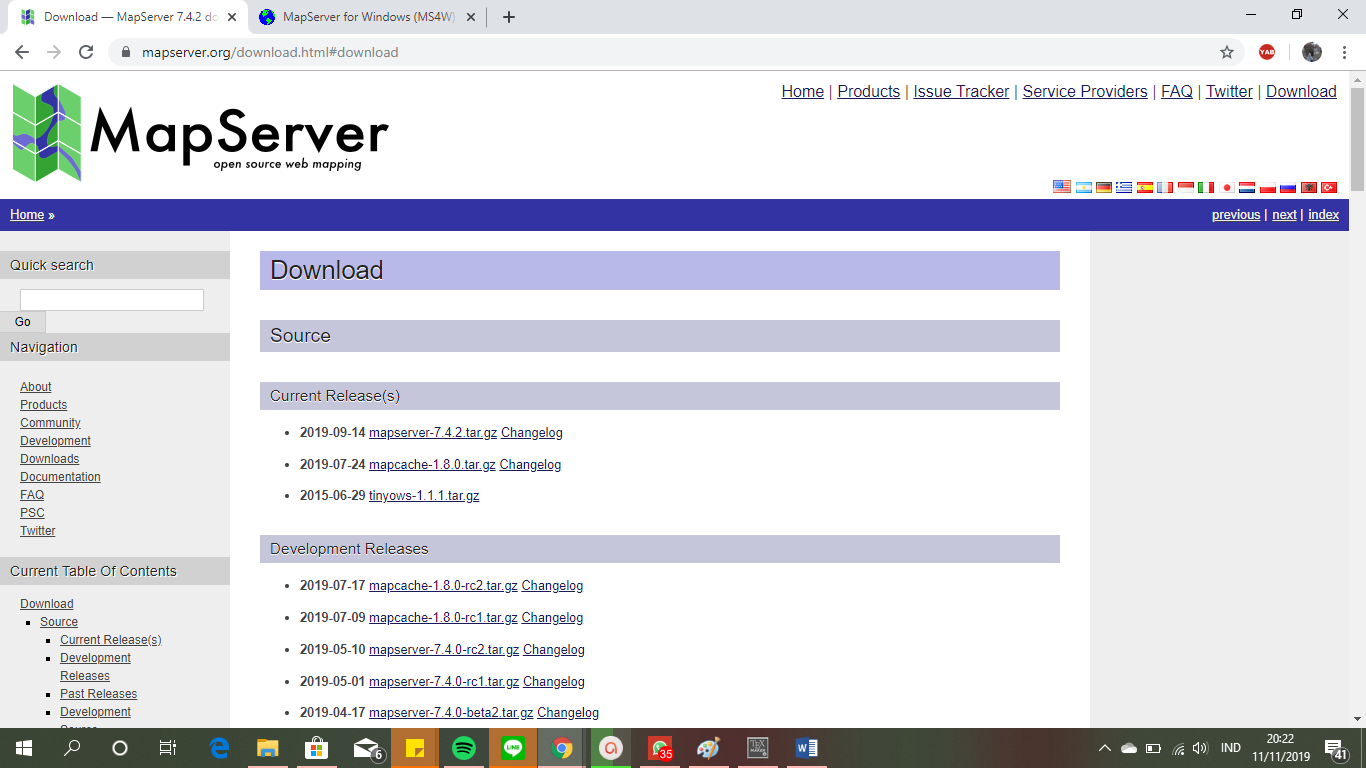 Download — MapServer 7.4.2 do
MapServer for Windows (MS4W)
mapserver.org/download.html#download
YAB
Home | Products | Issue Tracker | Service Providers | FAQ | Twitter | Download
MapServer
open source web mapping
Home »
previous | next | index
Quick search
Go
Navigation
About
Products
Community
Development
Downloads
Documentation
FAQ
PSC
Twitter
Current Table Of Contents
Download
Source
Current Release(s)
Development
Releases
Past Releases
Development
Download
Source
Current Release(s)
2019-09-14 mapserver-7.4.2.tar.gz Changelog
2019-07-24 mapcache-1.8.0.tar.gz Changelog
2015-06-29 tinyows-1.1.1.tar.gz
Development Releases
2019-07-17 mapcache-1.8.0-rc2.tar.gz Changelog
2019-07-09 mapcache-1.8.0-rc1.tar.gz Changelog
2019-05-10 mapserver-7.4.0-rc2.tar.gz Changelog
2019-05-01 mapserver-7.4.0-rc1.tar.gz Changelog
2019-04-17 mapserver-7.4.0-beta2.tar.gz Changelog
6
LINE
35
TEX
MAKER
IND
20:22
11/11/2019
41